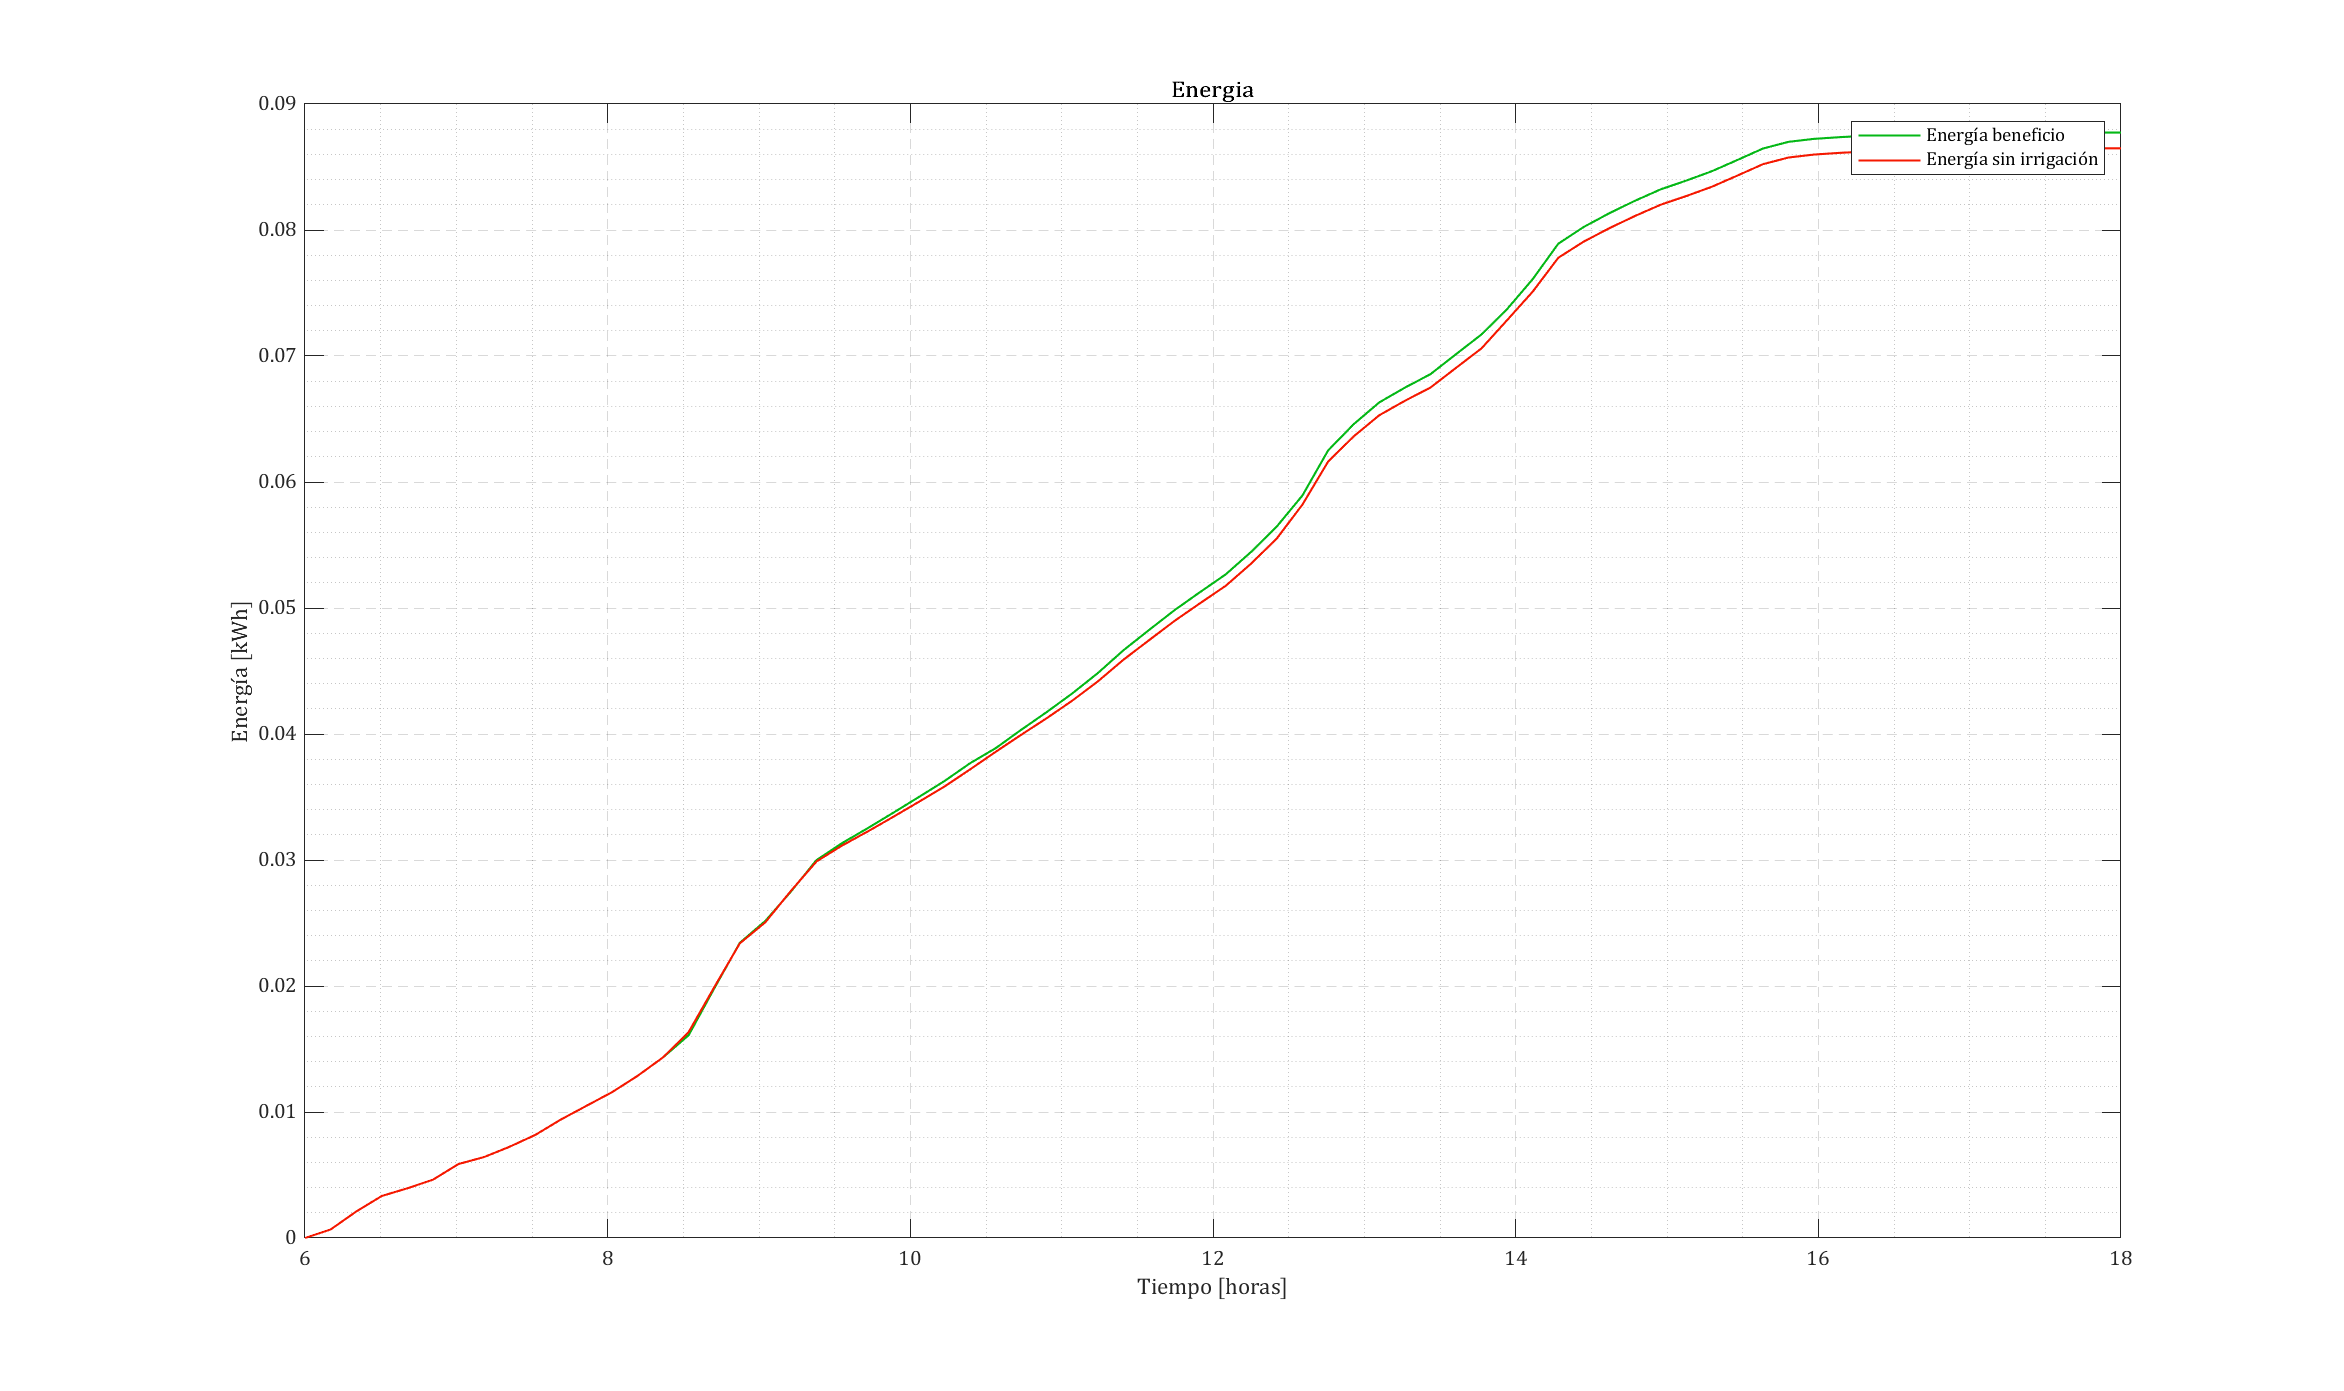 Energia
Energía beneficio
Energía sin irrigación
0.09
0.08
0.07
0.06
0.05
0.04
0.03
0.02
0.01
0
Energía [kWh]
6 8 10 12 14 16 18
Tiempo [horas]